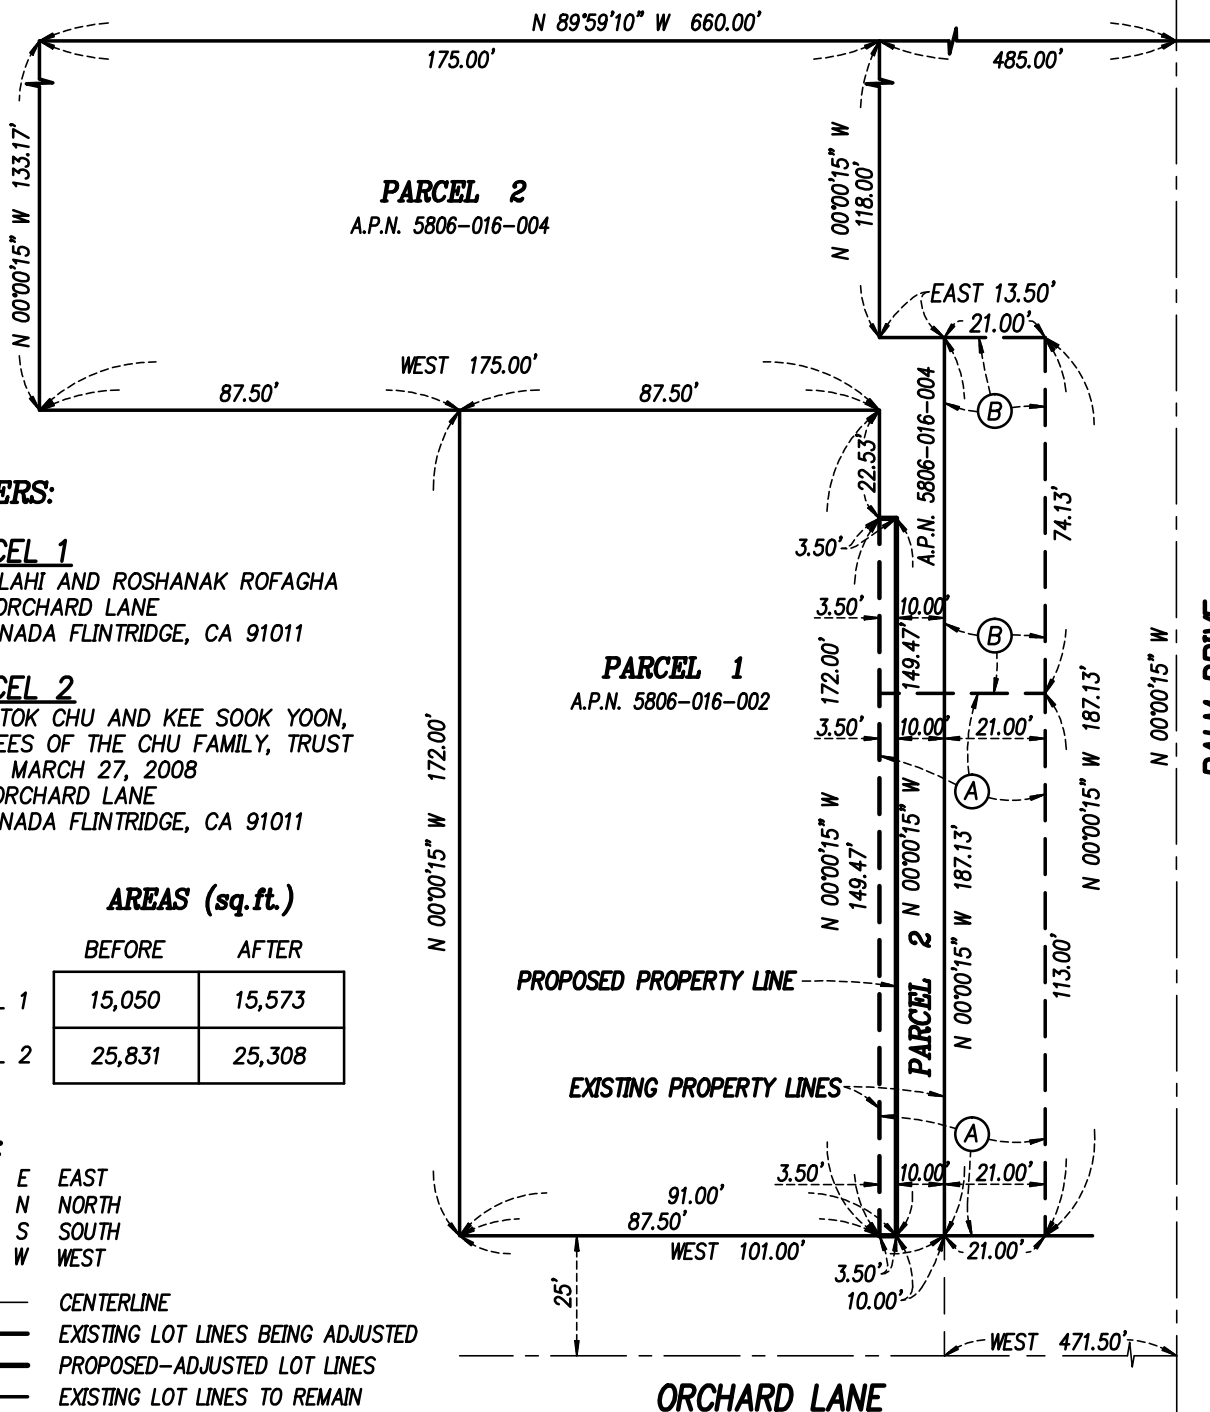 N 89°59'10" W 660.00'
175.00'
485.00'
N 00°00'15" W 133.17'
PARCEL 2
A.P.N. 5806-016-004
N 00°00'15" W
118.00'
EAST 13.50'
21.00'
WEST 175.00'
87.50'
87.50'
A.P.N. 5806-016-004
B
22.53'
ERS:
74.13'
3.50'
CEL 1
LAHI AND ROSHANAK ROFAGHA
ORCHARD LANE
NADA FLINTRIDGE, CA 91011
3.50'
10.00'
B
PARCEL 1
A.P.N. 5806-016-002
172.00'
149.47'
N 00°00'15" W
187.13'
N 00°00'15" W
CEL 2
TOK CHU AND KEE SOOK YOON,
EES OF THE CHU FAMILY, TRUST
MARCH 27, 2008
ORCHARD LANE
NADA FLINTRIDGE, CA 91011
N 00°00'15" W 172.00'
3.50'
10.00'
21.00'
A
N 00°00'15" W
149.47'
N 00°00'15" W
N 00°00'15" W 187.13'
AREAS (sq.ft.)
BEFORE AFTER
L 1 15,050 15,573
L 2 25,831 25,308
PROPOSED PROPERTY LINE
PARCEL 2
113.00'
EXISTING PROPERTY LINES
A
E EAST
N NORTH
S SOUTH
W WEST
3.50'
10.00'
21.00'
91.00'
87.50'
WEST 101.00'
21.00'
3.50'
10.00'
25'
CENTERLINE
EXISTING LOT LINES BEING ADJUSTED
PROPOSED-ADJUSTED LOT LINES
EXISTING LOT LINES TO REMAIN
WEST 471.50'
ORCHARD LANE